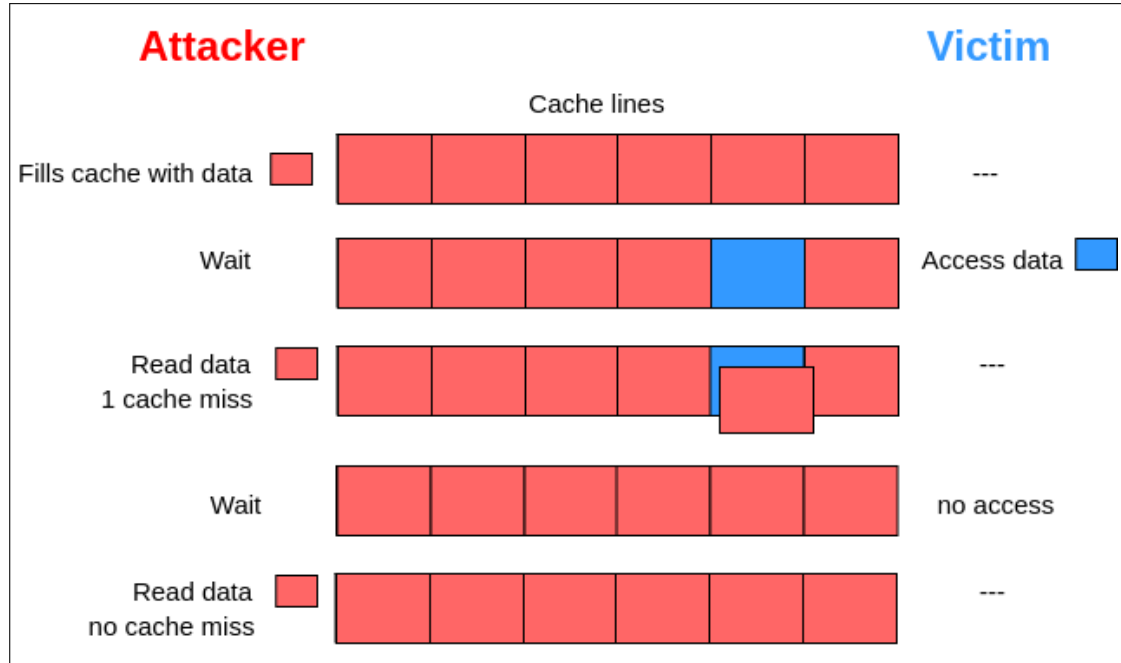 Attacker
Victim
Cache lines
Fills cache with data
---
Wait
Access data
Read data
1 cache miss
---
Wait
no access
Read data
no cache miss
---